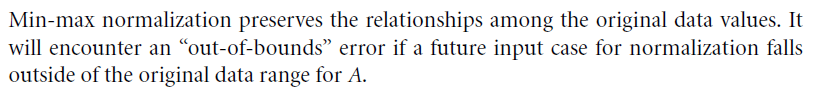 Min-max normalization preserves the relationships among the original data values. It
will encounter an “out-of-bounds” error if a future input case for normalization falls
outside of the original data range for A.